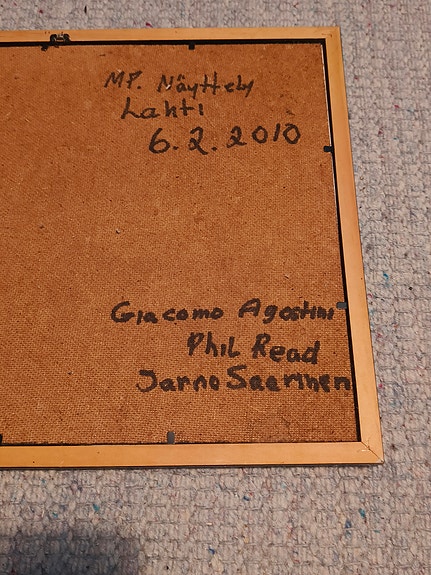 MP. Näyttely
Lahti
6.2.2010
Giacomo Agostini
Phil Read
Jarno Saarinen